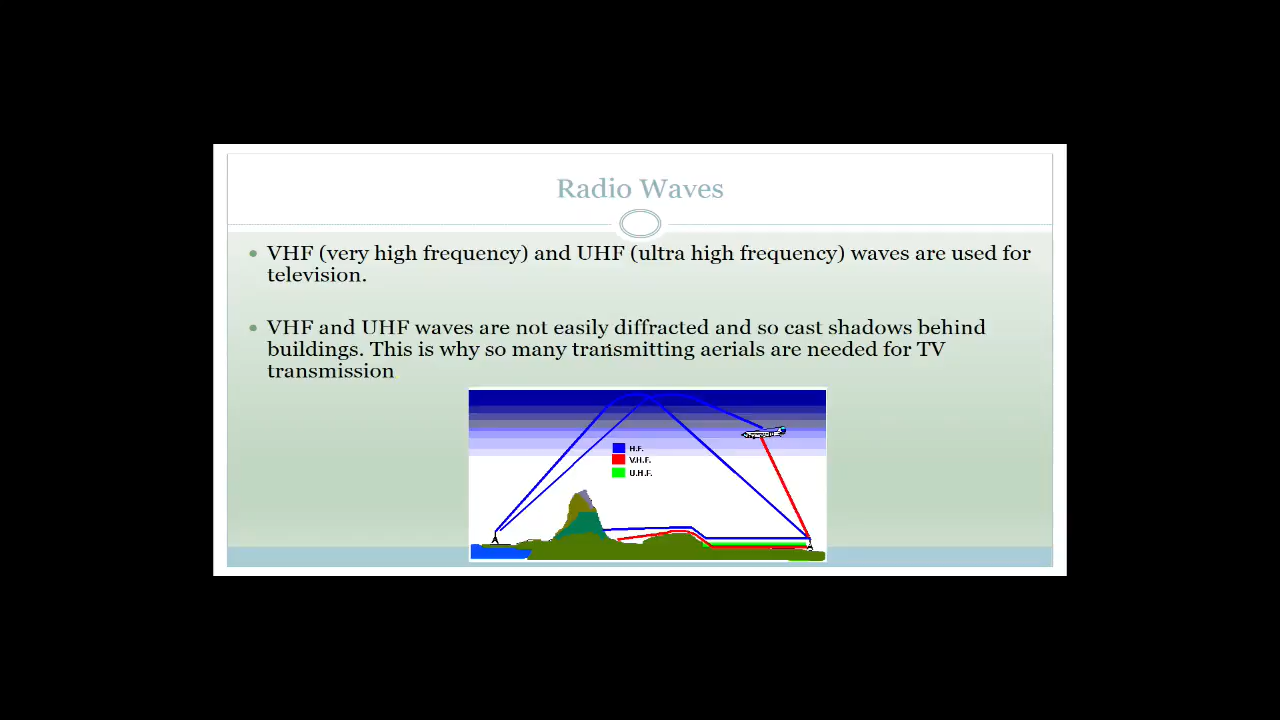 Radio Waves
VHF (very high frequency) and UHF (ultra high frequency) waves are used for
television.
VHF and UHF waves are not easily diffracted and so cast shadows behind
buildings. This is why so many transmitting aerials are needed for TV
transmission
H.F.
V.H.F.
U.H.F.